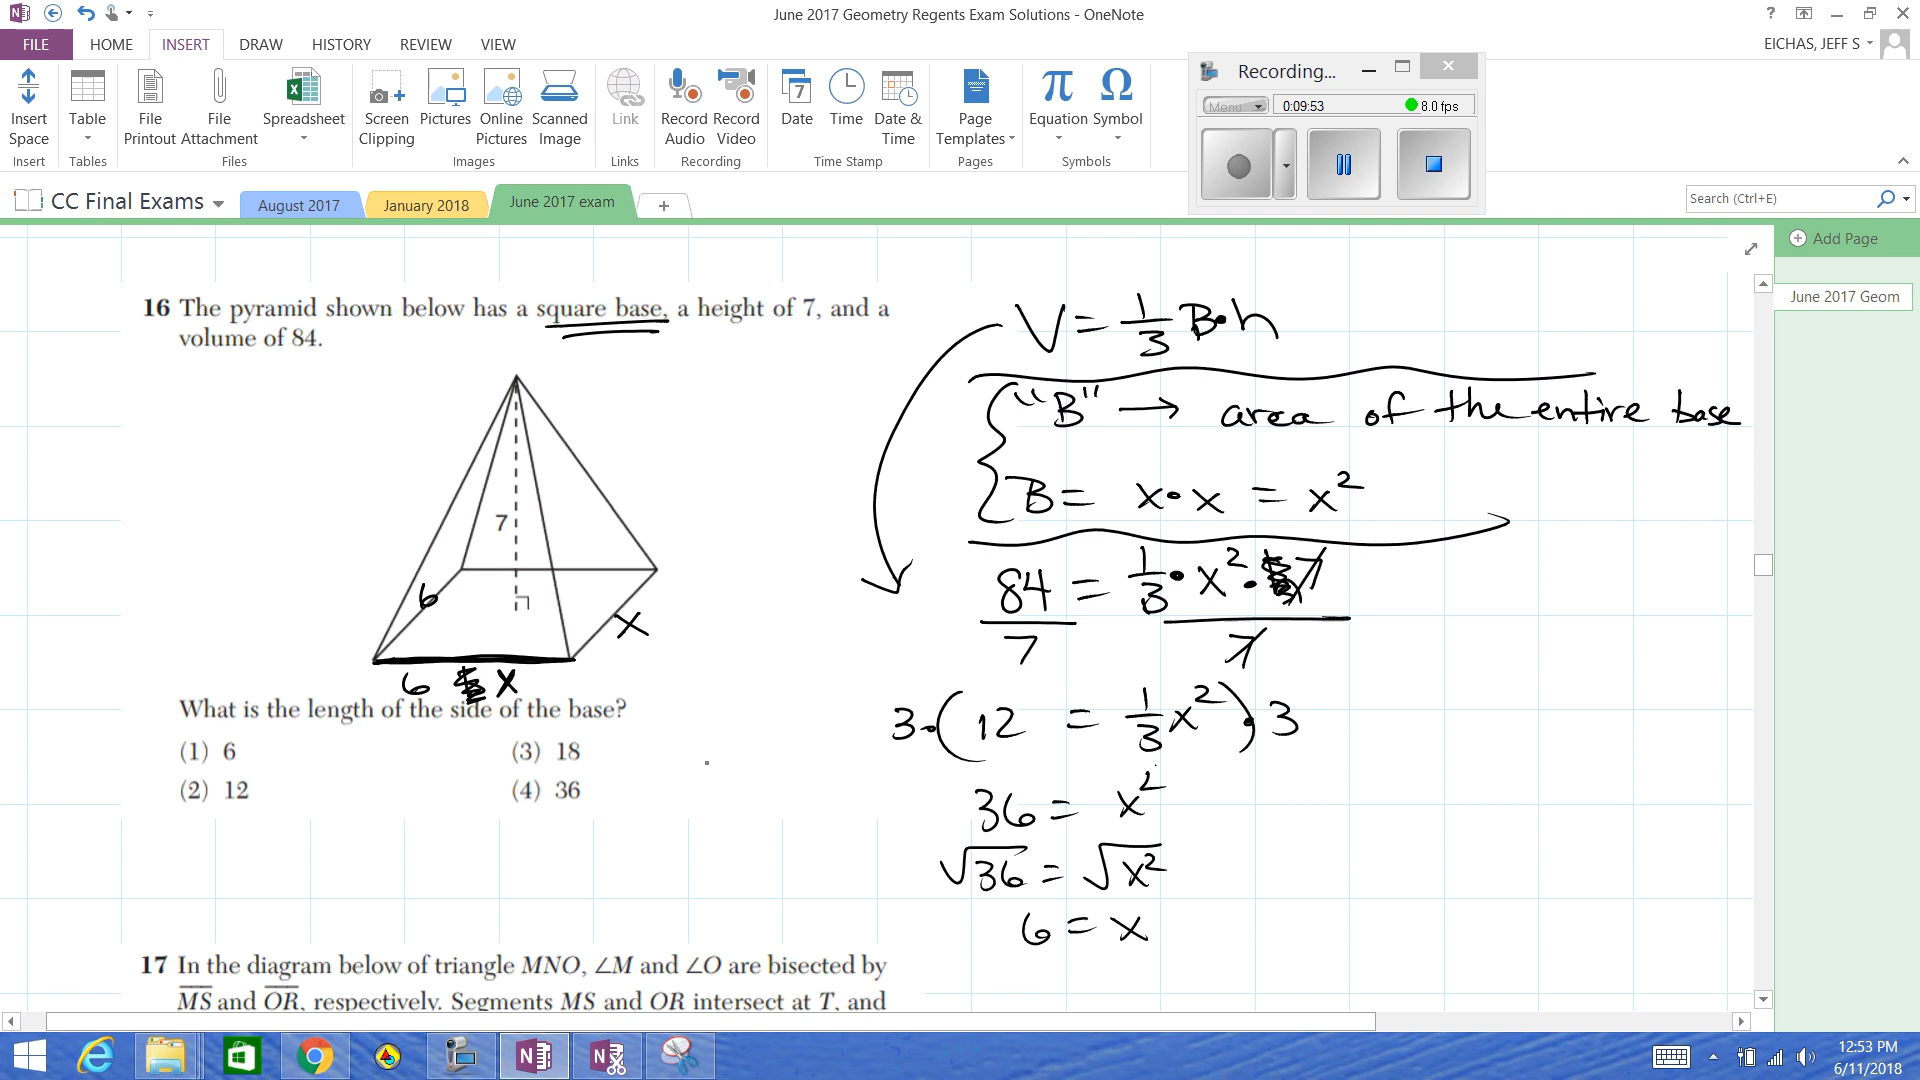 June 2017 Geometry Regents Exam Solutions - OneNote
?
FILE HOME INSERT DRAW HISTORY REVIEW VIEW
EICHAS, JEFF S
Insert Space
Table
File Printout
File Attachment
Spreadsheet
Screen Clipping
Pictures
Online Pictures
Scanned Image
Link
Record Audio
Record Video
Date
Time
Date & Time
Page Templates
Equation
Symbol
Insert Tables Files Images Links Recording Time Stamp Pages Symbols
Recording...
Menu 0:09:53 8.0 fps
CC Final Exams August 2017 January 2018 June 2017 exam +
Search (Ctrl+E)
Add Page
June 2017 Geom
16 The pyramid shown below has a square base, a height of 7, and a
volume of 84.
7
6
x
6 x
What is the length of the side of the base?
(1) 6 (3) 18
(2) 12 (4) 36
V = 1/3 B•h
"B" → area of the entire base
B = x•x = x²
84 = 1/3 • x² • 7
7 7
3•(12 = 1/3 x²)•3
36 = x²
√36 = √x²
6 = x
17 In the diagram below of triangle MNO, ∠M and ∠O are bisected by
MS and OR, respectively. Segments MS and OR intersect at T, and
12:53 PM
6/11/2018